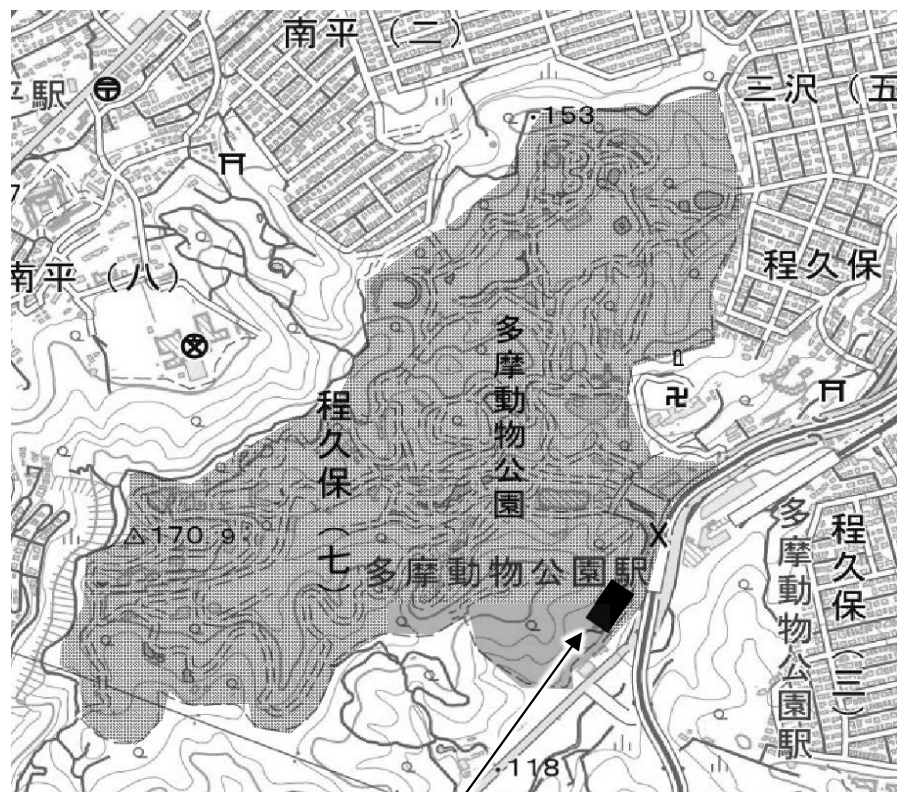 南平（二）
平駅
三沢（五
・153
南平（八）
程久保
多摩動物公園
程久保（七）
△170 9
X
多摩動物公園駅
多摩動物公園駅
程久保（三）
・118